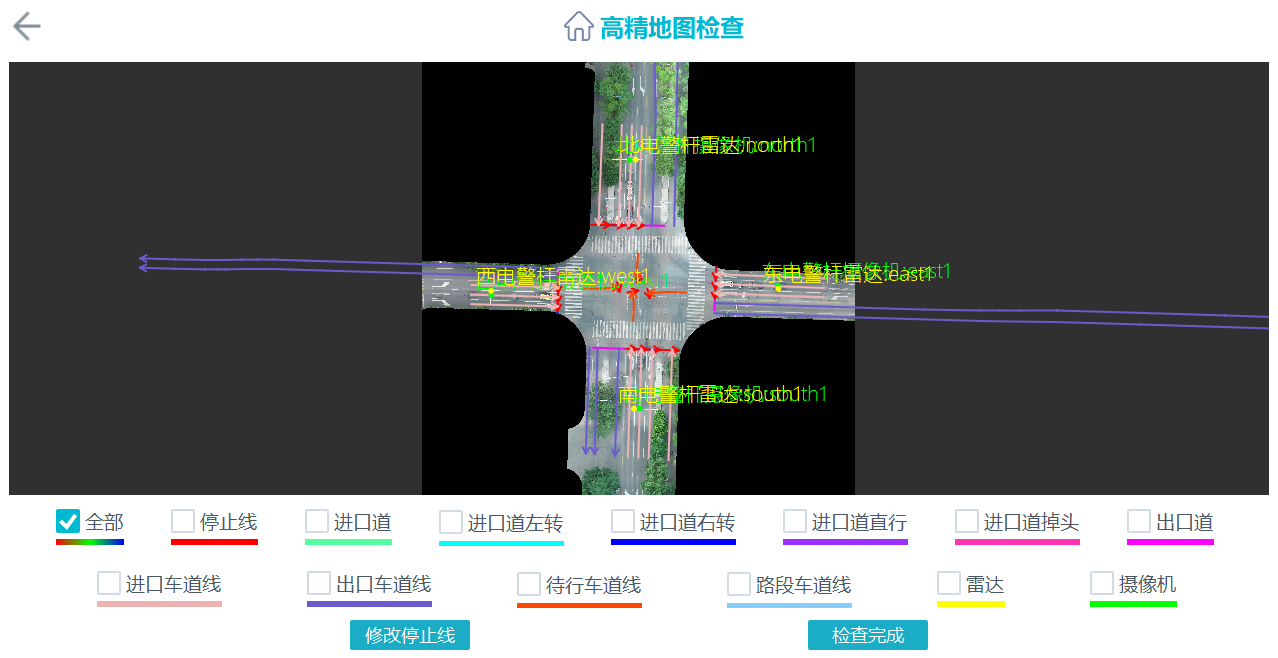 高精地图检查
北电警杆雷达:north1
西电警杆雷达:west1
东电警杆雷达:east1
南电警杆雷达:south1
全部
停止线
进口道
进口道左转
进口道右转
进口道直行
进口道掉头
出口道
进口车道线
出口车道线
待行车道线
路段车道线
雷达
摄像机
修改停止线
检查完成